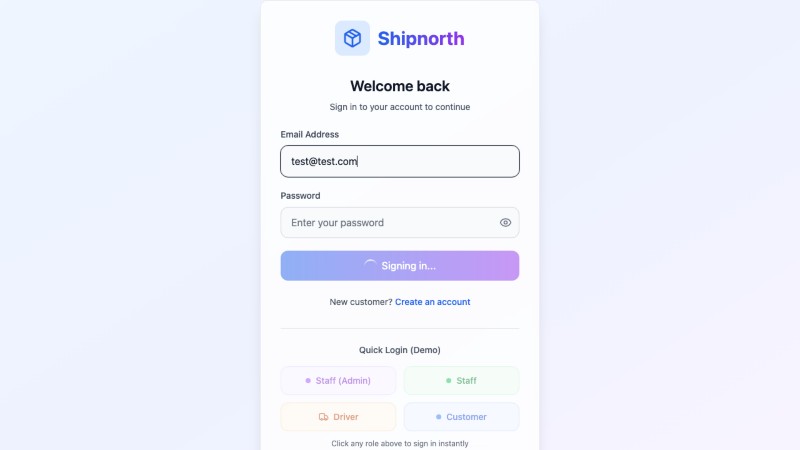 Shipnorth
Welcome back
Sign in to your account to continue
Email Address
test@test.com
Password
Enter your password
Signing in...
New customer? Create an account
Quick Login (Demo)
Staff (Admin)
Staff
Driver
Customer
Click any role above to sign in instantly